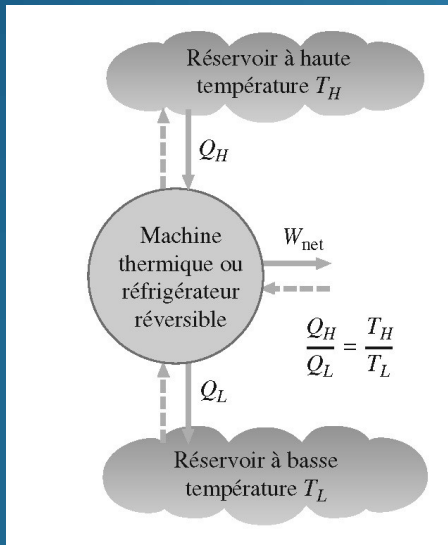 Réservoir à haute
température T_H
Q_H
Machine
thermique ou
réfrigérateur
réversible
W_net
Q_H / Q_L = T_H / T_L
Q_L
Réservoir à basse
température T_L